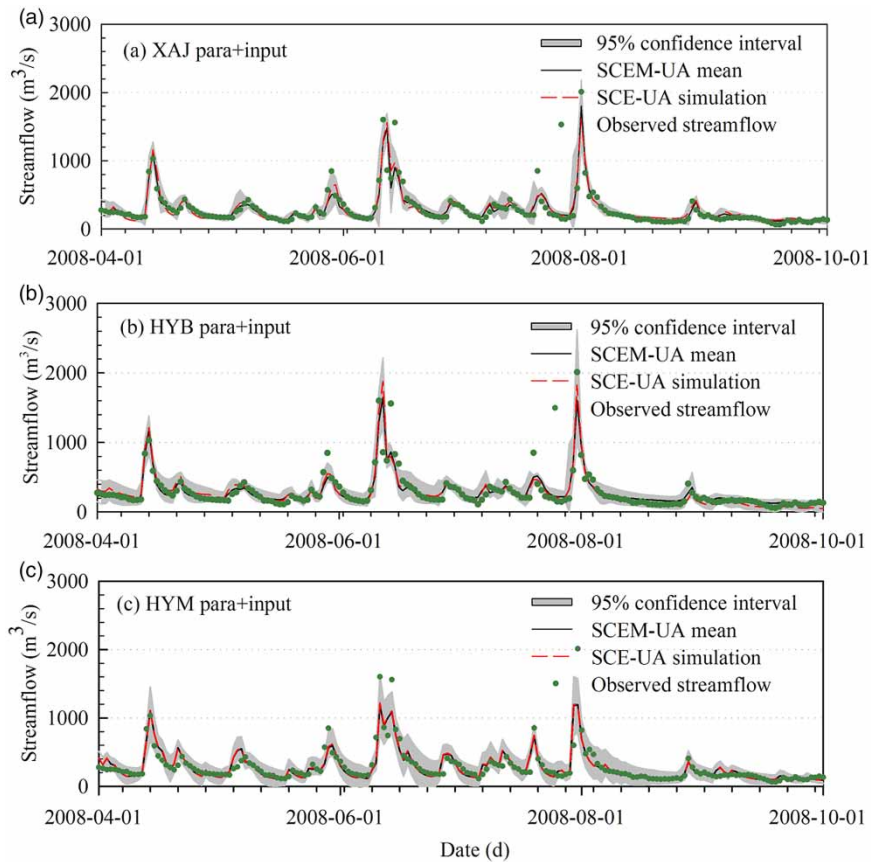 (a)
3000
(a) XAJ para+input
95% confidence interval
SCEM-UA mean
2000
SCE-UA simulation
Observed streamflow
1000
0
Streamflow (m³/s)
2008-04-01 2008-06-01 2008-08-01 2008-10-01
(b)
3000
(b) HYB para+input
95% confidence interval
SCEM-UA mean
2000
SCE-UA simulation
Observed streamflow
1000
0
Streamflow (m³/s)
2008-04-01 2008-06-01 2008-08-01 2008-10-01
(c)
3000
(c) HYM para+input
95% confidence interval
SCEM-UA mean
2000
SCE-UA simulation
Observed streamflow
1000
0
Streamflow (m³/s)
2008-04-01 2008-06-01 2008-08-01 2008-10-01
Date (d)